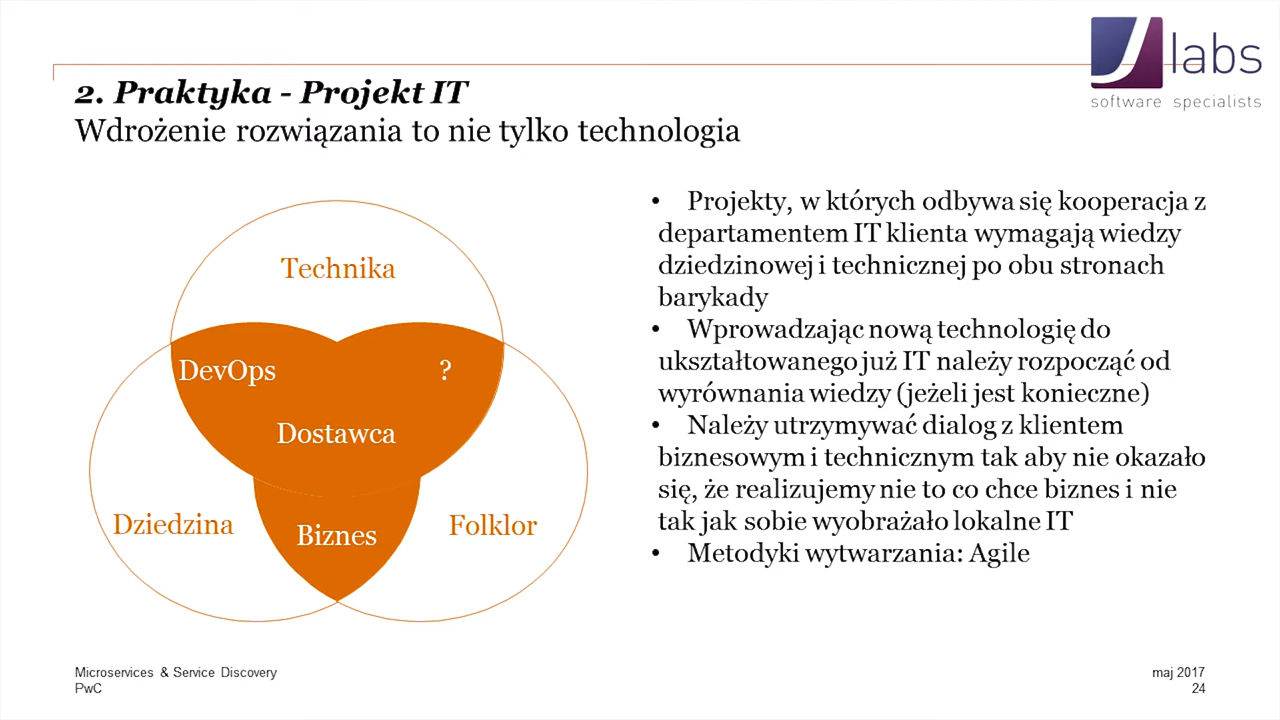 J labs
software specialists
2. Praktyka - Projekt IT
Wdrożenie rozwiązania to nie tylko technologia
Technika
DevOps
?
Dostawca
Dziedzina
Biznes
Folklor
• Projekty, w których odbywa się kooperacja z
departamentem IT klienta wymagają wiedzy
dziedzinowej i technicznej po obu stronach
barykady
• Wprowadzając nową technologię do
ukształtowanego już IT należy rozpocząć od
wyrównania wiedzy (jeżeli jest konieczne)
• Należy utrzymywać dialog z klientem
biznesowym i technicznym tak aby nie okazało
się, że realizujemy nie to co chce biznes i nie
tak jak sobie wyobrażało lokalne IT
• Metodyki wytwarzania: Agile
Microservices & Service Discovery
PwC
maj 2017
24